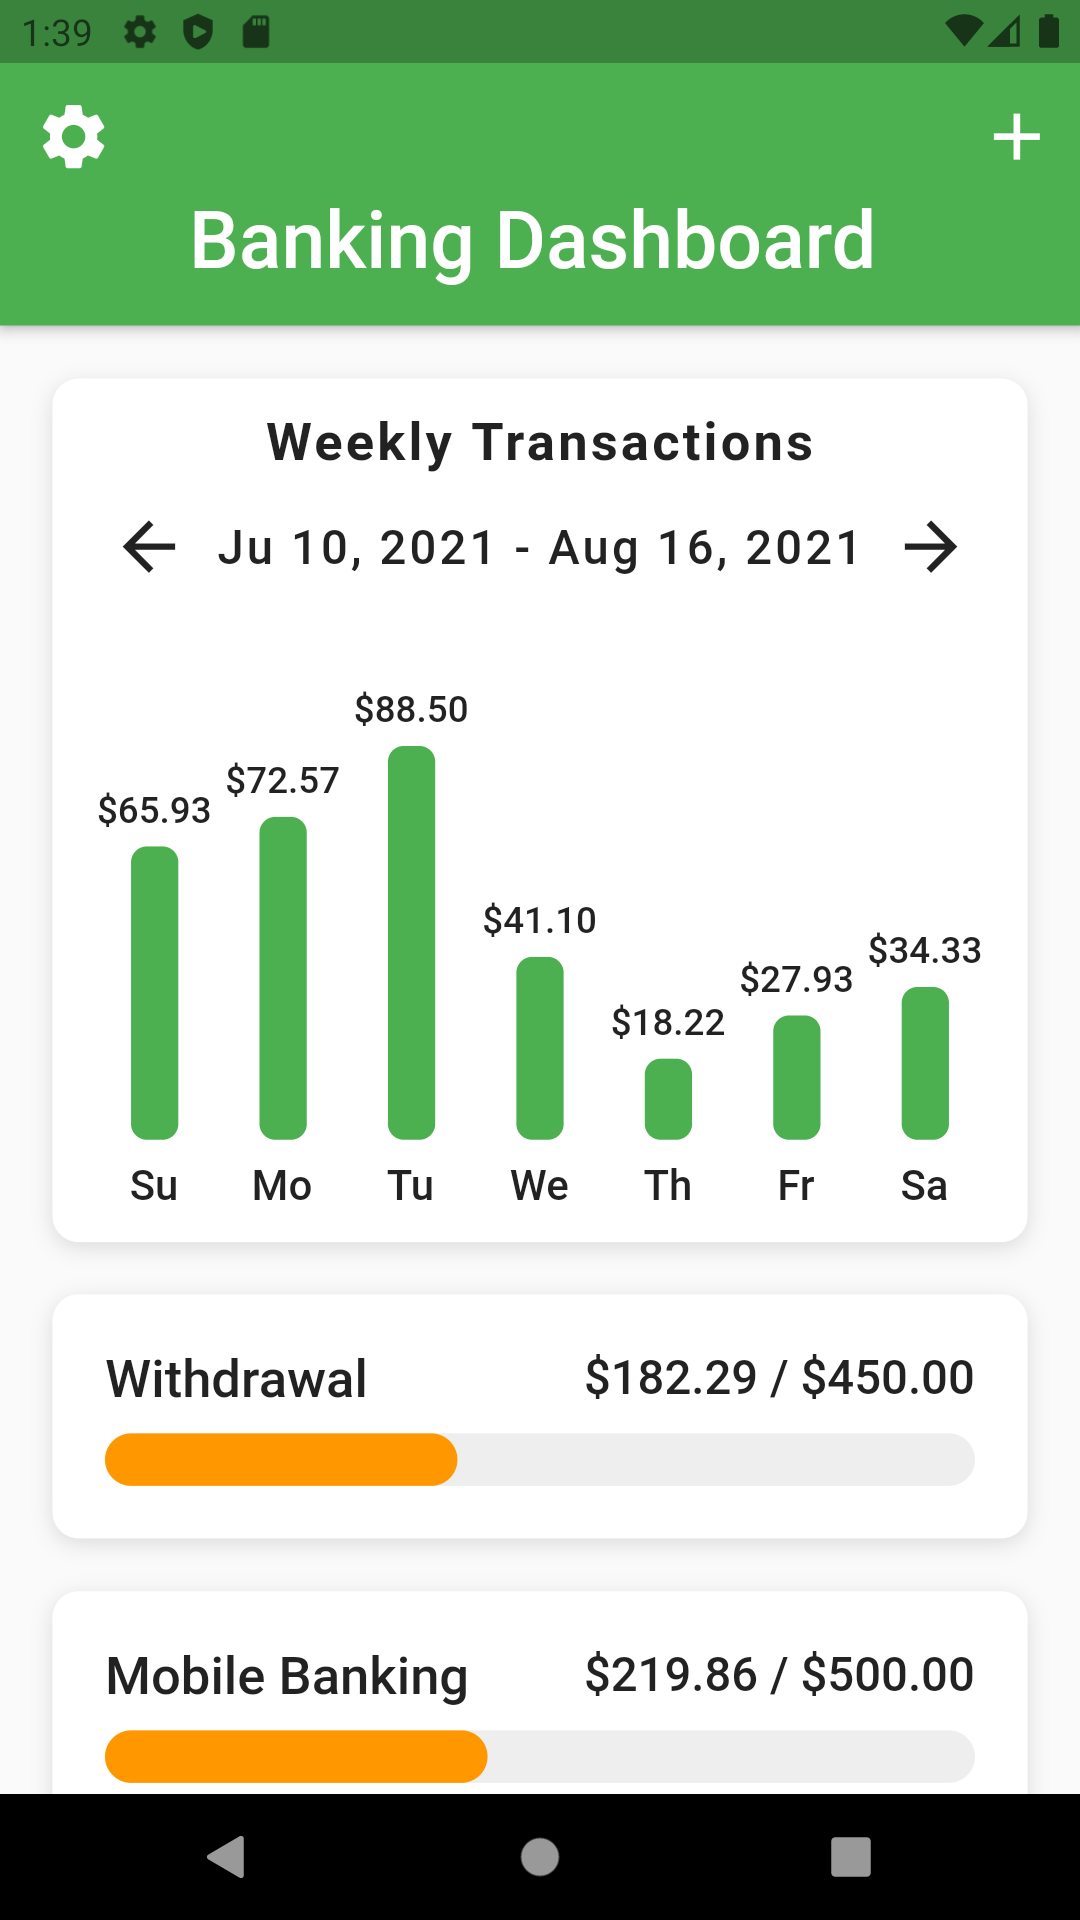 1:39
Banking Dashboard
Weekly Transactions
Ju 10, 2021 - Aug 16, 2021
$65.93 $72.57 $88.50 $41.10 $18.22 $27.93 $34.33
Su Mo Tu We Th Fr Sa
Withdrawal $182.29 / $450.00
Mobile Banking $219.86 / $500.00